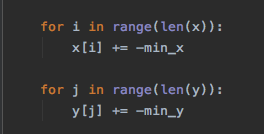 for i in range(len(x)):
    x[i] += -min_x
for j in range(len(y)):
    y[j] += -min_y